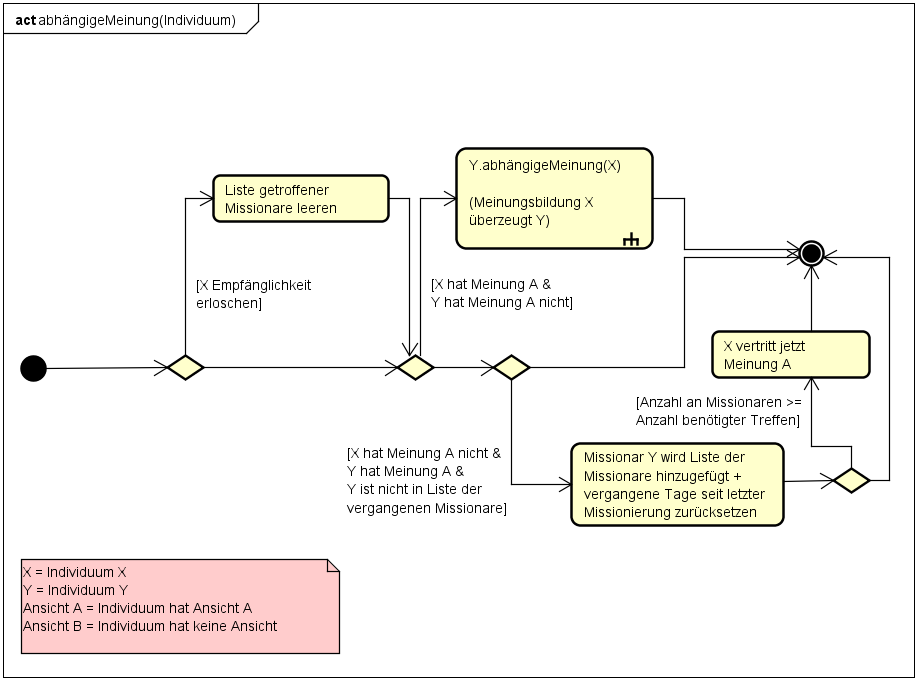 act abhängigeMeinung(Individuum)
Y.abhängigeMeinung(X)
(Meinungsbildung X
überzeugt Y)
Liste getroffener
Missionare leeren
[X Empfänglichkeit
erloschen]
[X hat Meinung A &
Y hat Meinung A nicht]
X vertritt jetzt
Meinung A
[Anzahl an Missionaren >=
Anzahl benötigter Treffen]
[X hat Meinung A nicht &
Y hat Meinung A &
Y ist nicht in Liste der
vergangenen Missionare]
Missionar Y wird Liste der
Missionare hinzugefügt +
vergangene Tage seit letzter
Missionierung zurücksetzen
X = Individuum X
Y = Individuum Y
Ansicht A = Individuum hat Ansicht A
Ansicht B = Individuum hat keine Ansicht